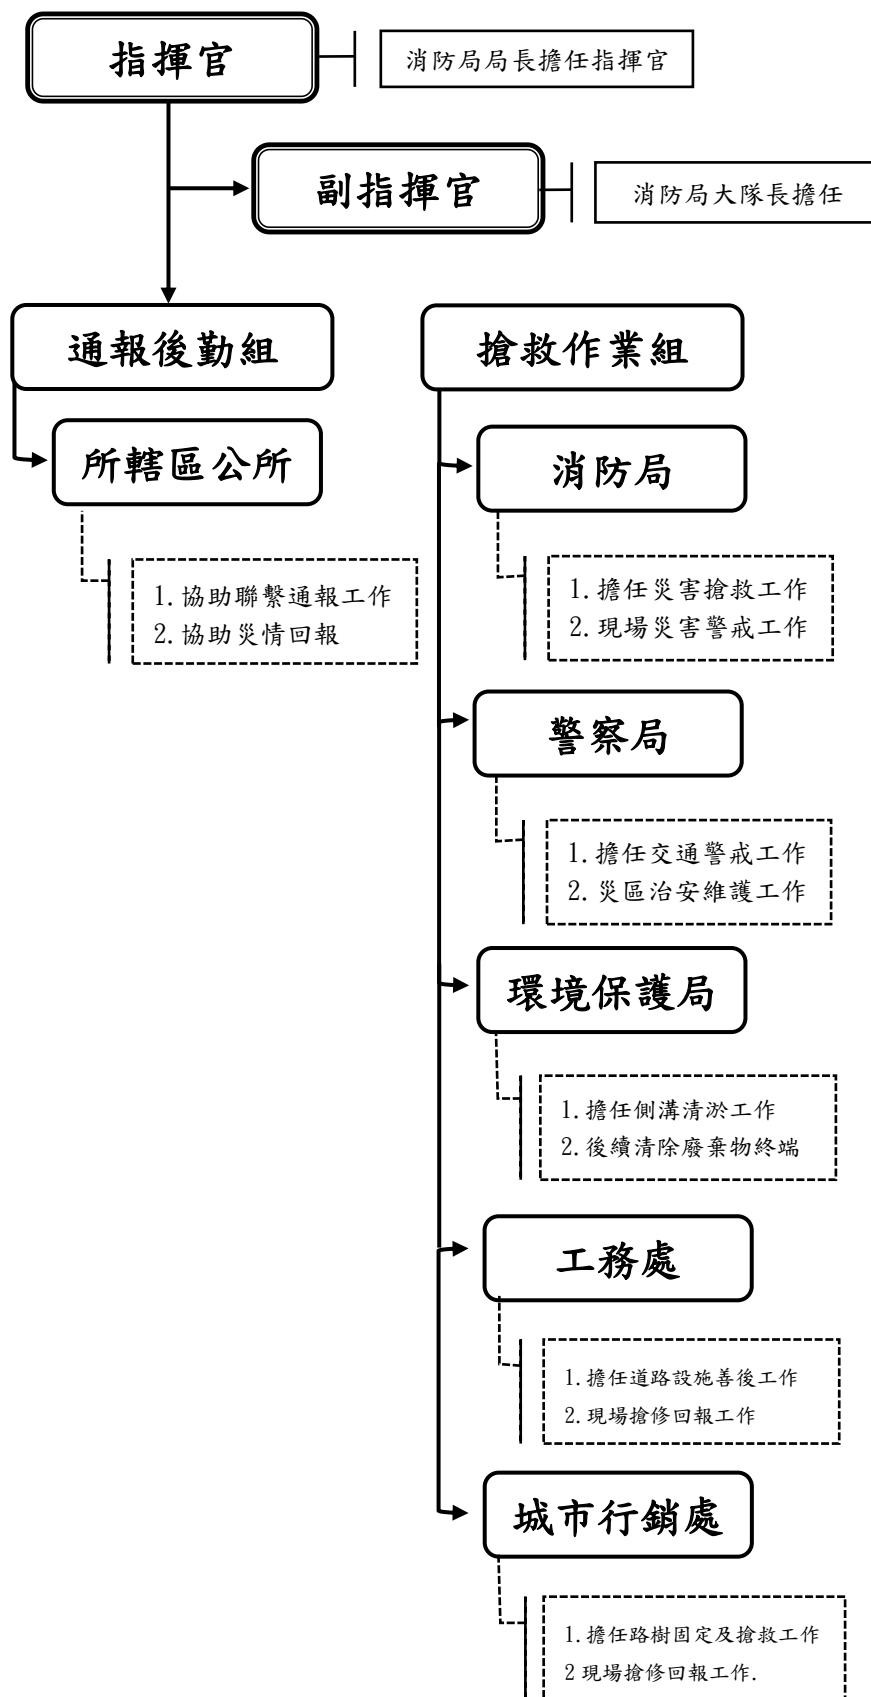 指揮官
消防局局長擔任指揮官
副指揮官
消防局大隊長擔任
通報後勤組
所轄區公所
1.協助聯繫通報工作
2.協助災情回報
搶救作業組
消防局
1.擔任災害搶救工作
2.現場災害警戒工作
警察局
1.擔任交通警戒工作
2.災區治安維護工作
環境保護局
1.擔任側溝清淤工作
2.後續清除廢棄物終端
工務處
1.擔任道路設施善後工作
2.現場搶修回報工作
城市行銷處
1.擔任路樹固定及搶救工作
2現場搶修回報工作.